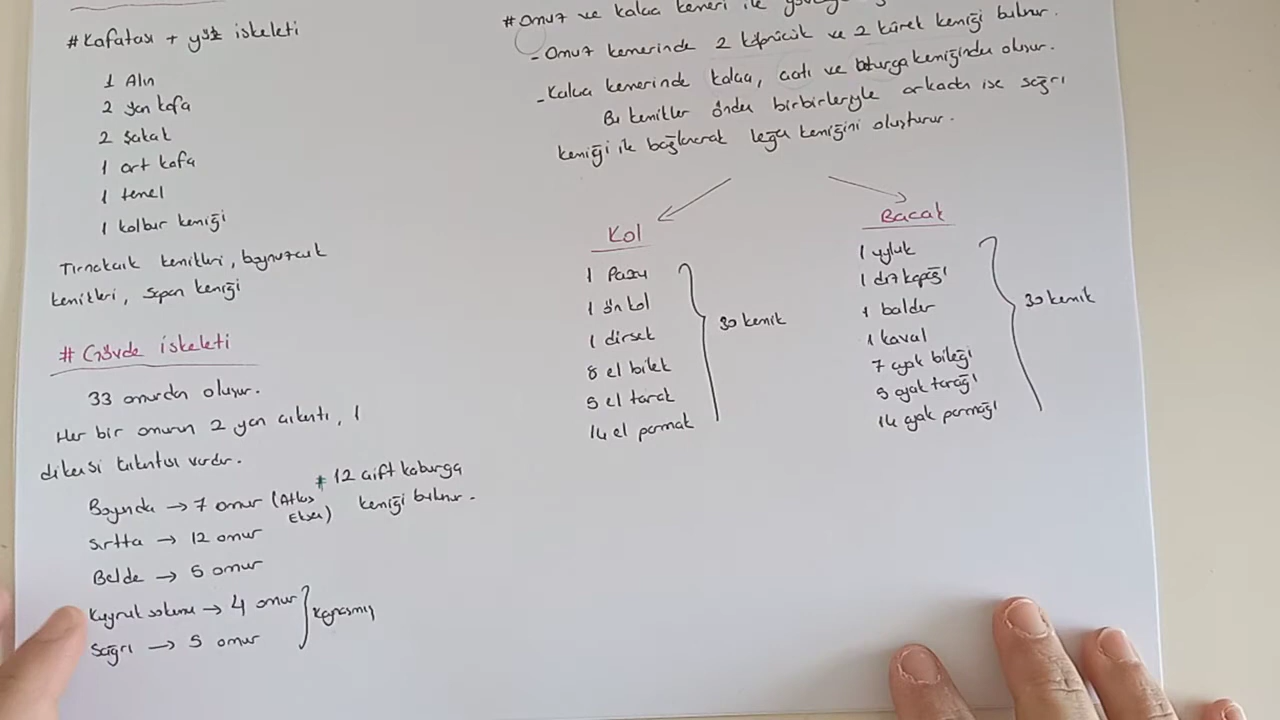 # Kafatası + yüz iskeleti
1 Alın
2 yan kafa
2 şakak
1 art kafa
1 temel
1 kalbur kemiği
Tırnakcık kemikleri, boynuzcuk
kemikleri, sapan kemiği
# Gövde iskeleti
33 omurdan oluşur.
Her bir omurun 2 yan çıkıntı, 1
dikensi çıkıntısı vardır.
Boyunda → 7 omur (Atlas
Eksen)
* 12 çift kaburga
kemiği bulunur.
Sırtta → 12 omur
Belde → 5 omur
Kuyruk sokumu → 4 omur
Sağrı → 5 omur
Kaynaşmış
# Omuz ve kalça kemeri ile
- Omuz kemerinde 2 köprücük ve 2 kürek kemiği bulunur.
- Kalça kemerinde kalça, çatı ve oturga kemiğinden oluşur.
Bu kemikler önden birbirleriyle arkadan ise sağrı
kemiği ile bağlanarak leğen kemiğini oluşturur.
Kol
1 Pazu
1 ön kol
1 dirsek
8 el bilek
5 el tarak
14 el parmak
30 kemik
Bacak
1 uyluk
1 diz kapağı
1 baldır
1 kaval
7 ayak bileği
5 ayak tarağı
14 ayak parmağı
30 kemik